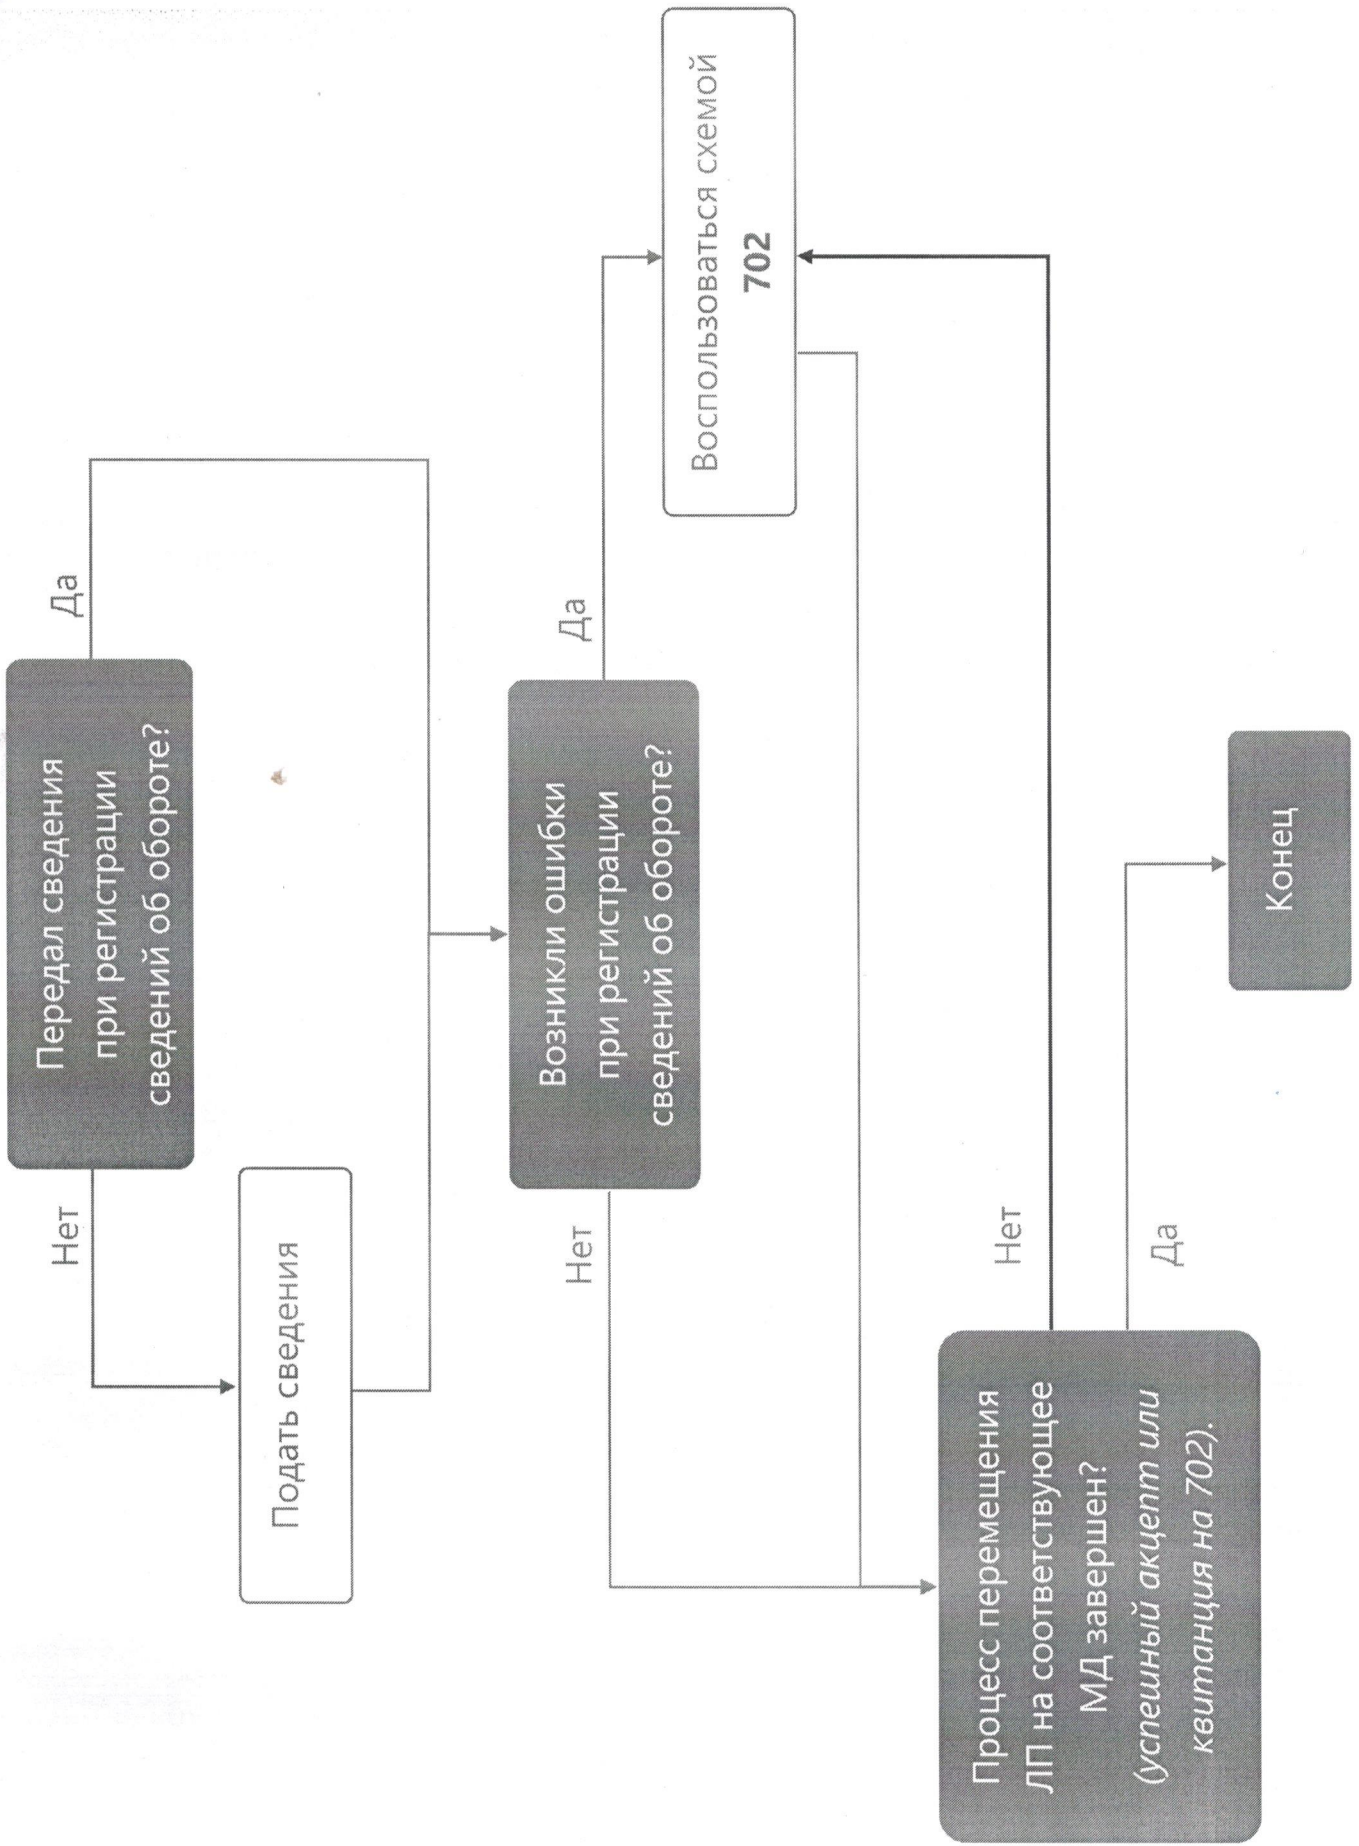 Передал сведения
при регистрации
сведений об обороте?
Нет
Да
Подать сведения
Возникли ошибки
при регистрации
сведений об обороте?
Нет
Да
Воспользоваться схемой
702
Процесс перемещения
ЛП на соответствующее
МД завершен?
(успешный акцепт или
квитанция на 702).
Нет
Да
Конец